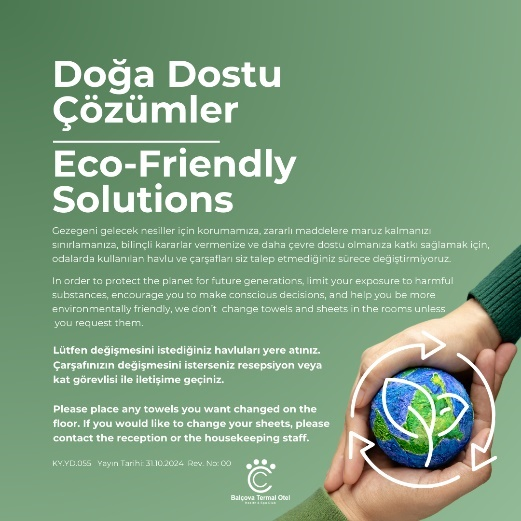 Doğa Dostu
Çözümler
Eco-Friendly
Solutions
Gezegeni gelecek nesiller için korumamıza, zararlı maddelere maruz kalmanızı
sınırlamanıza, bilinçli kararlar vermenize ve daha çevre dostu olmanıza katkı sağlamak için,
odalarda kullanılan havlu ve çarşafları siz talep etmediğiniz sürece değiştirmiyoruz.
In order to protect the planet for future generations, limit your exposure to harmful
substances, encourage you to make conscious decisions, and help you be more
environmentally friendly, we don't change towels and sheets in the rooms unless
you request them.
Lütfen değişmesini istediğiniz havluları yere atınız.
Çarşafınızın değişmesini isterseniz resepsiyon veya
kat görevlisi ile iletişime geçiniz.
Please place any towels you want changed on the
floor. If you would like to change your sheets, please
contact the reception or the housekeeping staff.
KY.YD.055 Yayın Tarihi: 31.10.2024 Rev. No: 00
Balçova Termal Otel